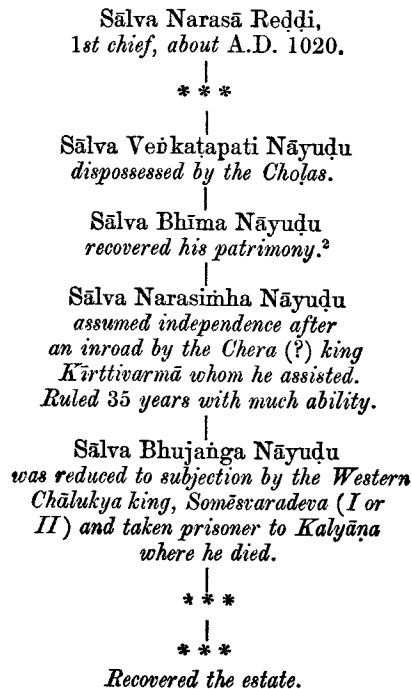 Sālva Narasā Reḍḍi,
1st chief, about A.D. 1020.
* * *
Sālva Veṅkaṭapati Nāyuḍu
dispossessed by the Choḷas.
Sālva Bhīma Nāyuḍu
recovered his patrimony.²
Sālva Narasiṁha Nāyuḍu
assumed independence after
an inroad by the Chera (?) king
Kīrttivarmā whom he assisted.
Ruled 35 years with much ability.
Sālva Bhujaṅga Nāyuḍu
was reduced to subjection by the Western
Chālukya king, Somēsvaradeva (I or
II) and taken prisoner to Kalyāṇa
where he died.
* * *
* * *
Recovered the estate.